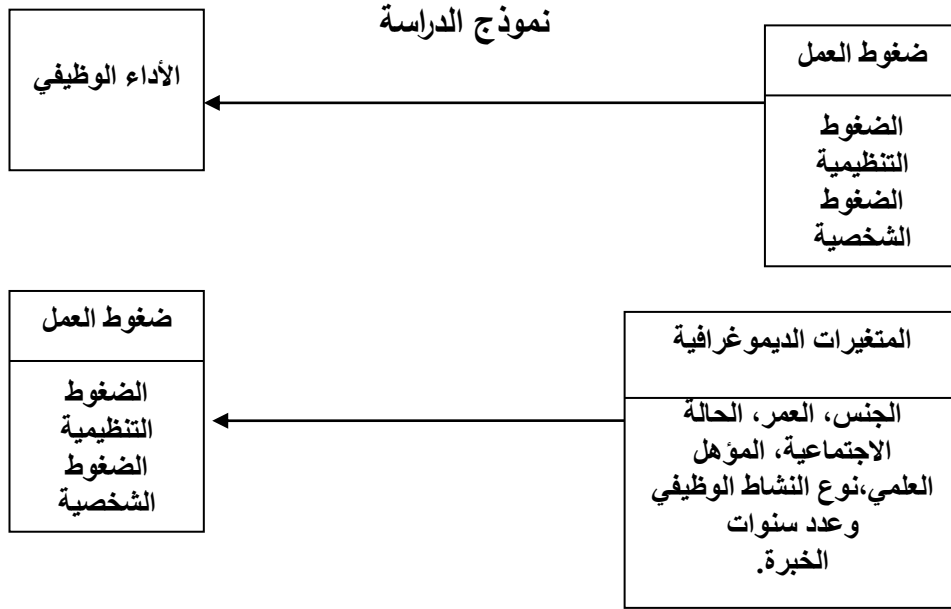 نموذج الدراسة
ضغوط العمل
الضغوط
التنظيمية
الضغوط
الشخصية
الأداء الوظيفي
المتغيرات الديموغرافية
الجنس، العمر، الحالة
الاجتماعية، المؤهل
العلمي،نوع النشاط الوظيفي
وعدد سنوات
الخبرة.
ضغوط العمل
الضغوط
التنظيمية
الضغوط
الشخصية